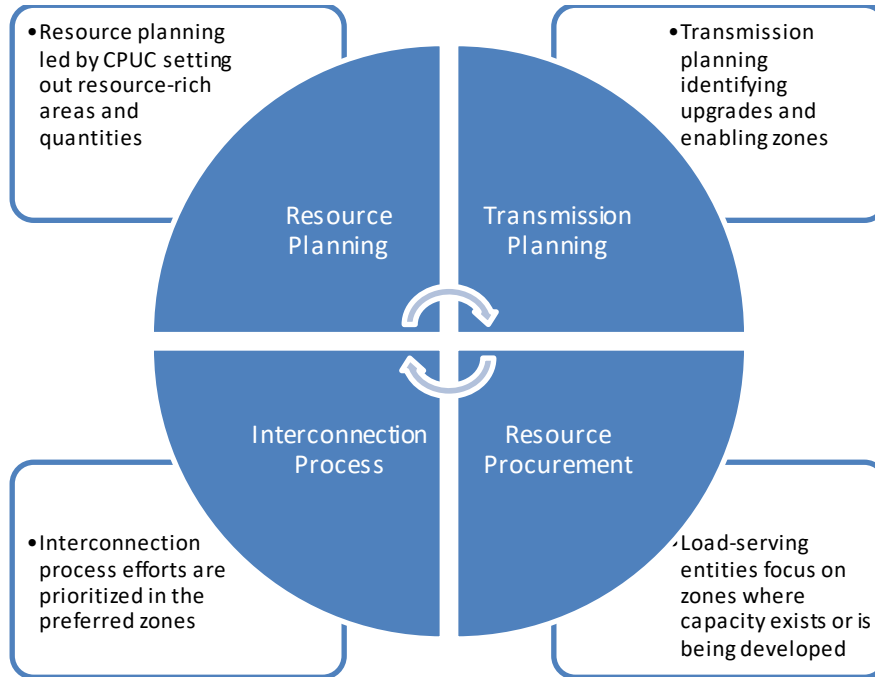 •Resource planning
led by CPUC setting
out resource-rich
areas and
quantities
•Transmission
planning
identifying
upgrades and
enabling zones
Resource
Planning
Transmission
Planning
Interconnection
Process
Resource
Procurement
•Interconnection
process efforts are
prioritized in the
preferred zones
•Load-serving
entities focus on
zones where
capacity exists or is
being developed